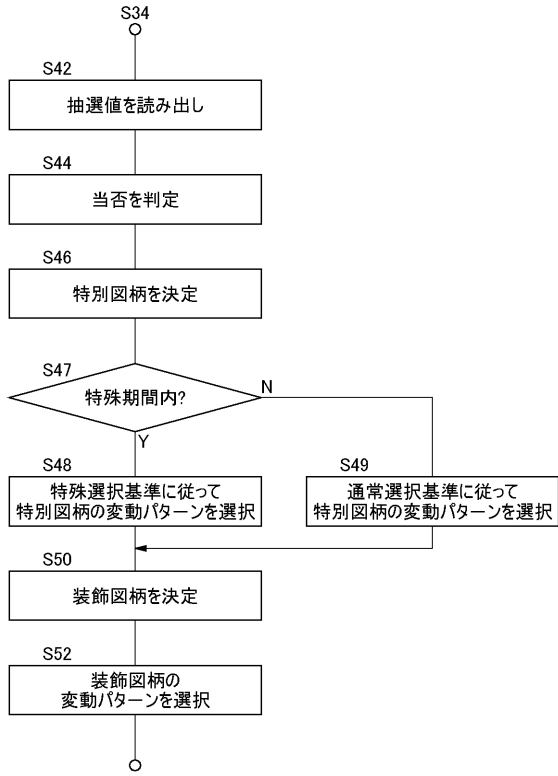 S34
S42
抽選値を読み出し
S44
当否を判定
S46
特別図柄を決定
S47
特殊期間内?
N
Y
S48
特殊選択基準に従って
特別図柄の変動パターンを選択
S49
通常選択基準に従って
特別図柄の変動パターンを選択
S50
装飾図柄を決定
S52
装飾図柄の
変動パターンを選択